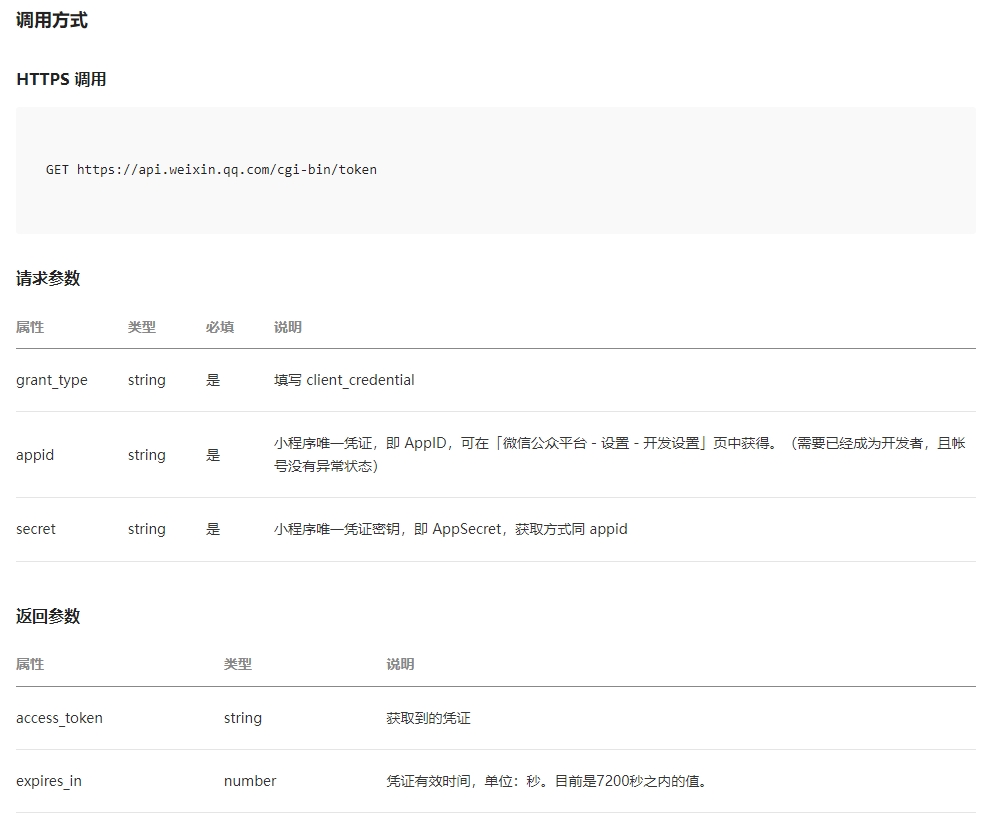 调用方式
HTTPS 调用
GET https://api.weixin.qq.com/cgi-bin/token
请求参数
属性 类型 必填 说明
grant_type string 是 填写 client_credential
appid string 是 小程序唯一凭证，即 AppID，可在「微信公众平台 - 设置 - 开发设置」页中获得。（需要已经成为开发者，且帐
号没有异常状态）
secret string 是 小程序唯一凭证密钥，即 AppSecret，获取方式同 appid
返回参数
属性 类型 说明
access_token string 获取到的凭证
expires_in number 凭证有效时间，单位：秒。目前是7200秒之内的值。